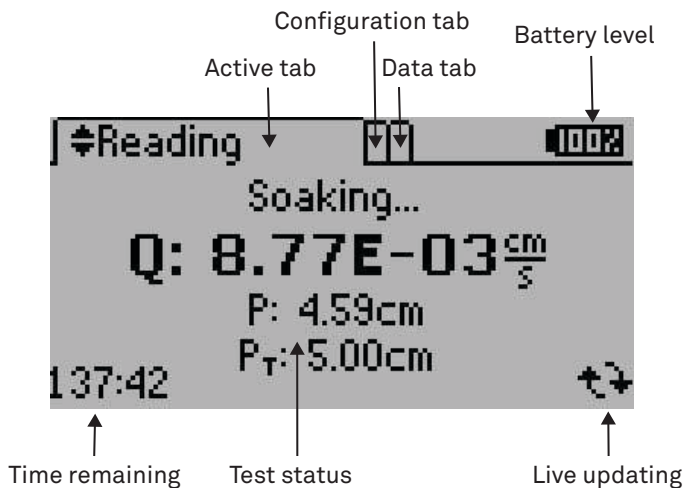 Configuration tab
Battery level
Active tab
Data tab
Reading
100%
Soaking...
Q: 8.77E-03 cm/s
P: 4.59cm
PT: 5.00cm
137:42
Time remaining
Test status
Live updating